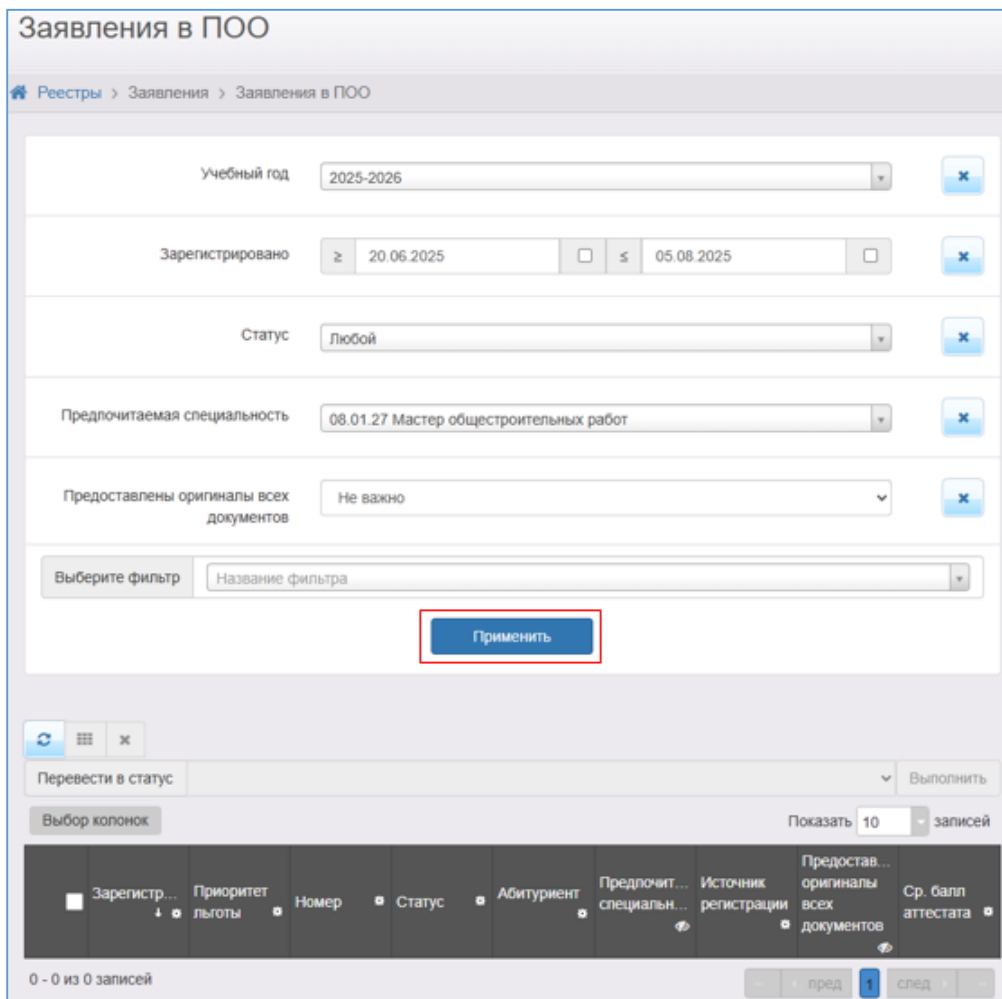 Заявления в ПОО
Реестры > Заявления > Заявления в ПОО
Учебный год 2025-2026
Зарегистрировано ≥ 20.06.2025 ≤ 05.08.2025
Статус Любой
Предпочитаемая специальность 08.01.27 Мастер общестроительных работ
Предоставлены оригиналы всех
документов
Не важно
Выберите фильтр Название фильтра
Применить
Перевести в статус Выполнить
Выбор колонок Показать 10 записей
Зарегистр...
Приоритет
льготы
Номер
Статус
Абитуриент
Предпочит...
специальн...
Источник
регистрации
Предостав...
оригиналы
всех
документов
Ср. балл
аттестата
0 - 0 из 0 записей ‹ пред 1 след ›